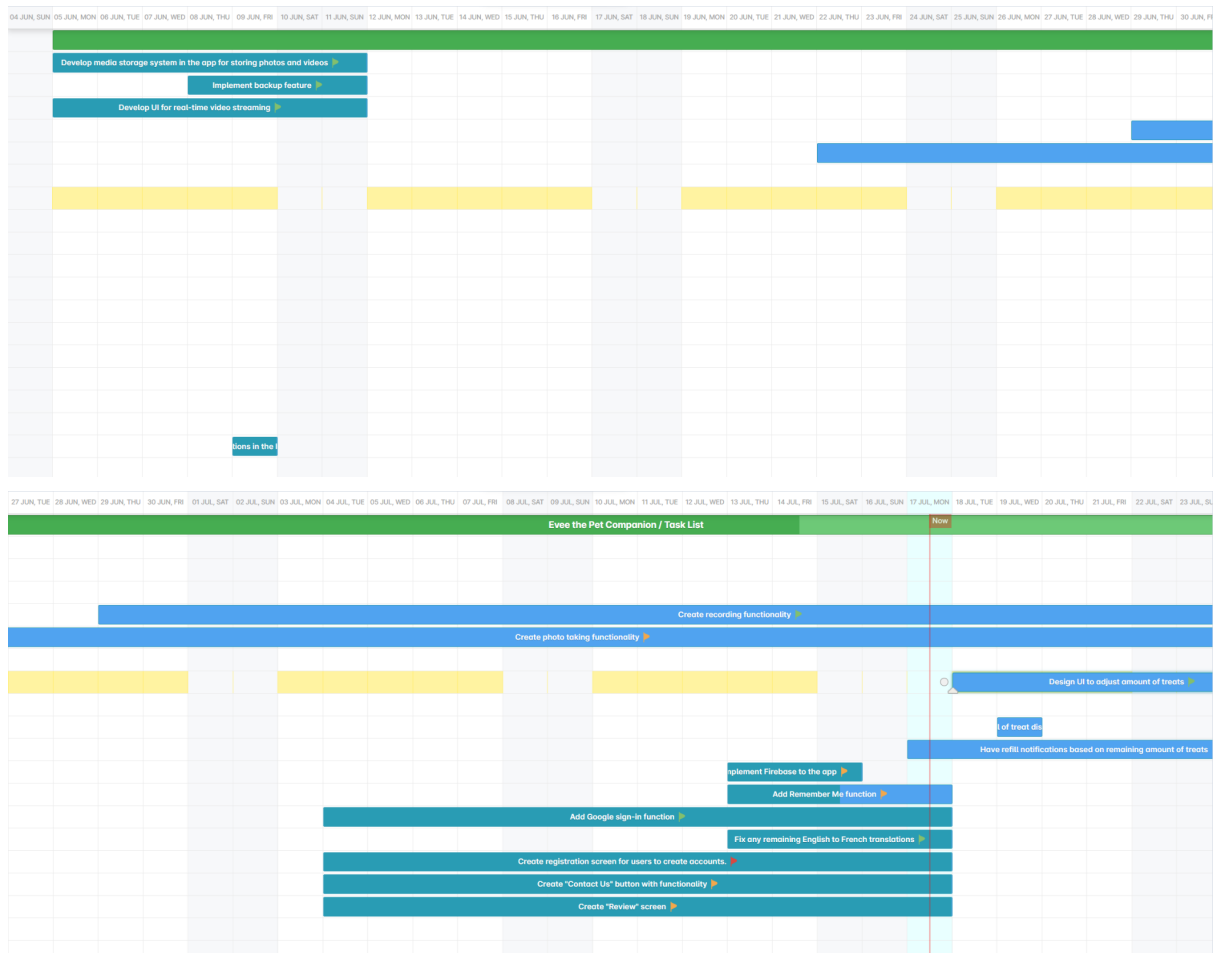 04 JUN, SUN 05 JUN, MON 06 JUN, TUE 07 JUN, WED 08 JUN, THU 09 JUN, FRI 10 JUN, SAT 11 JUN, SUN 12 JUN, MON 13 JUN, TUE 14 JUN, WED 15 JUN, THU 16 JUN, FRI 17 JUN, SAT 18 JUN, SUN 19 JUN, MON 20 JUN, TUE 21 JUN, WED 22 JUN, THU 23 JUN, FRI 24 JUN, SAT 25 JUN, SUN 26 JUN, MON 27 JUN, TUE 28 JUN, WED 29 JUN, THU 30 JUN, F
Develop media storage system in the app for storing photos and videos
Implement backup feature
Develop UI for real-time video streaming
tions in the
27 JUN, TUE 28 JUN, WED 29 JUN, THU 30 JUN, FRI 01 JUL, SAT 02 JUL, SUN 03 JUL, MON 04 JUL, TUE 05 JUL, WED 06 JUL, THU 07 JUL, FRI 08 JUL, SAT 09 JUL, SUN 10 JUL, MON 11 JUL, TUE 12 JUL, WED 13 JUL, THU 14 JUL, FRI 15 JUL, SAT 16 JUL, SUN 17 JUL, MON 18 JUL, TUE 19 JUL, WED 20 JUL, THU 21 JUL, FRI 22 JUL, SAT 23 JUL, SU
Evee the Pet Companion / Task List
Now
Create recording functionality
Create photo taking functionality
Design UI to adjust amount of treats
of treat dis
Have refill notifications based on remaining amount of treats
mplement Firebase to the app
Add Remember Me function
Add Google sign-in function
Fix any remaining English to French translations
Create registration screen for users to create accounts.
Create "Contact Us" button with functionality
Create "Review" screen